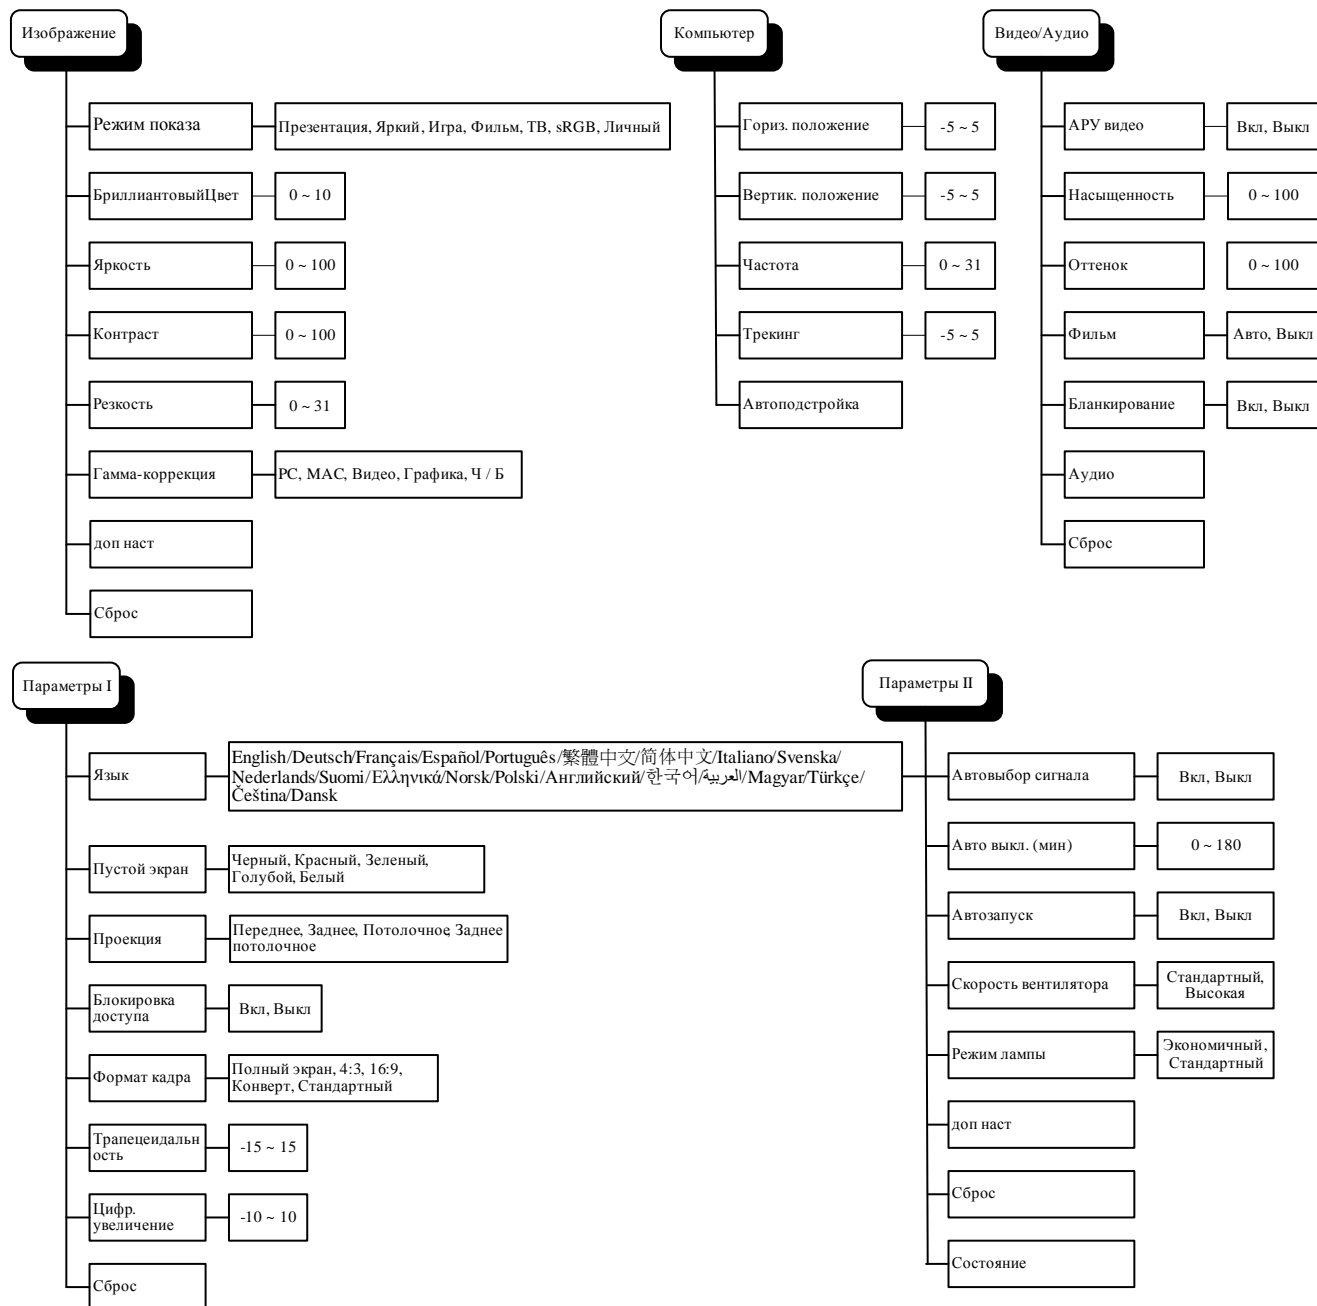 Изображение
Режим показа
Презентация, Яркий, Игра, Фильм, ТВ, sRGB, Личный
БриллиантовыйЦвет
0 ~ 10
Яркость
0 ~ 100
Контраст
0 ~ 100
Резкость
0 ~ 31
Гамма-коррекция
PC, MAC, Видео, Графика, Ч / Б
доп наст
Сброс
Компьютер
Гориз. положение
-5 ~ 5
Вертик. положение
-5 ~ 5
Частота
0 ~ 31
Трекинг
-5 ~ 5
Автоподстройка
Видео/Аудио
АРУ видео
Вкл, Выкл
Насыщенность
0 ~ 100
Оттенок
0 ~ 100
Фильм
Авто, Выкл
Бланкирование
Вкл, Выкл
Аудио
Сброс
Параметры I
Язык
English/Deutsch/Français/Español/Português/繁體中文/简体中文/Italiano/Svenska/
Nederlands/Suomi/Ελληνικά/Norsk/Polski/Английский/한국어/العربية/Magyar/Türkçe/
Čeština/Dansk
Пустой экран
Черный, Красный, Зеленый,
Голубой, Белый
Проекция
Переднее, Заднее, Потолочное, Заднее
потолочное
Блокировка
доступа
Вкл, Выкл
Формат кадра
Полный экран, 4:3, 16:9,
Конверт, Стандартный
Трапецеидальн
ость
-15 ~ 15
Цифр.
увеличение
-10 ~ 10
Сброс
Параметры II
Автовыбор сигнала
Вкл, Выкл
Авто выкл. (мин)
0 ~ 180
Автозапуск
Вкл, Выкл
Скорость вентилятора
Стандартный,
Высокая
Режим лампы
Экономичный,
Стандартный
доп наст
Сброс
Состояние